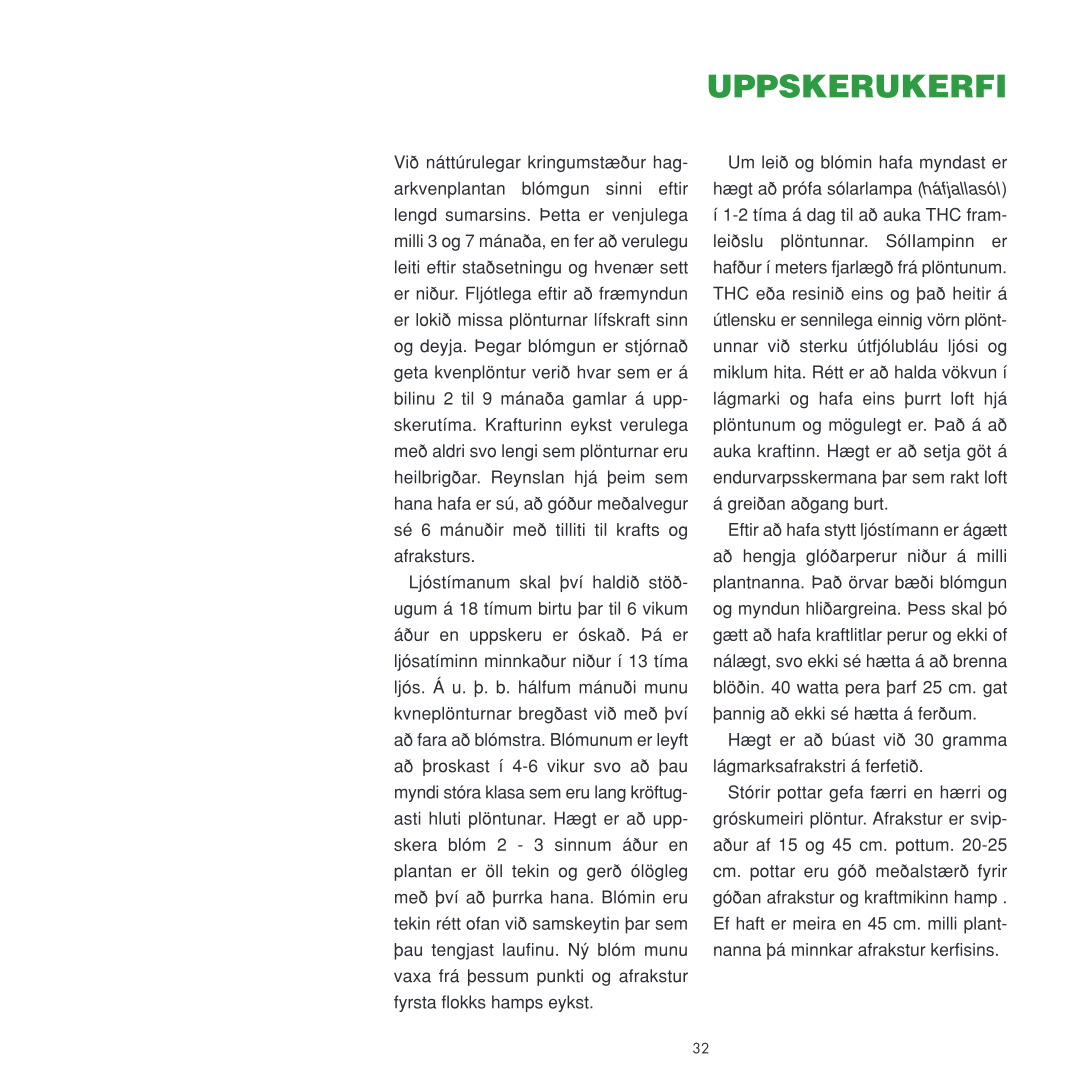 UPPSKERUKERFI
Við náttúrulegar kringumstæður hag-
arkvenplantan blómgun sinni eftir
lengd sumarsins. Þetta er venjulega
milli 3 og 7 mánaða, en fer að verulegu
leiti eftir staðsetningu og hvenær sett
er niður. Fljótlega eftir að fræmyndun
er lokið missa plönturnar lífskraft sinn
og deyja. Þegar blómgun er stjórnað
geta kvenplöntur verið hvar sem er á
bilinu 2 til 9 mánaða gamlar á upp-
skerutíma. Krafturinn eykst verulega
með aldri svo lengi sem plönturnar eru
heilbrigðar. Reynslan hjá þeim sem
hana hafa er sú, að góður meðalvegur
sé 6 mánuðir með tilliti til krafts og
afraksturs.
Ljóstímanum skal því haldið stöð-
ugum á 18 tímum birtu þar til 6 vikum
áður en uppskeru er óskað. Þá er
ljósatíminn minnkaður niður í 13 tíma
ljós. Á u. þ. b. hálfum mánuði munu
kvneplönturnar bregðast við með því
að fara að blómstra. Blómunum er leyft
að þroskast í 4-6 vikur svo að þau
myndi stóra klasa sem eru lang kröftug-
asti hluti plöntunar. Hægt er að upp-
skera blóm 2 - 3 sinnum áður en
plantan er öll tekin og gerð ólögleg
með því að þurrka hana. Blómin eru
tekin rétt ofan við samskeytin þar sem
þau tengjast laufinu. Ný blóm munu
vaxa frá þessum punkti og afrakstur
fyrsta flokks hamps eykst.
Um leið og blómin hafa myndast er
hægt að prófa sólarlampa (háfjallasól)
í 1-2 tíma á dag til að auka THC fram-
leiðslu plöntunnar. Sóllampinn er
hafður í meters fjarlægð frá plöntunum.
THC eða resinið eins og það heitir á
útlensku er sennilega einnig vörn plönt-
unnar við sterku útfjólubláu ljósi og
miklum hita. Rétt er að halda vökvun í
lágmarki og hafa eins þurrt loft hjá
plöntunum og mögulegt er. Það á að
auka kraftinn. Hægt er að setja göt á
endurvarpsskermana þar sem rakt loft
á greiðan aðgang burt.
Eftir að hafa stytt ljóstímann er ágætt
að hengja glóðarperur niður á milli
plantnanna. Það örvar bæði blómgun
og myndun hliðargreina. Þess skal þó
gætt að hafa kraftlitlar perur og ekki of
nálægt, svo ekki sé hætta á að brenna
blöðin. 40 watta pera þarf 25 cm. gat
þannig að ekki sé hætta á ferðum.
Hægt er að búast við 30 gramma
lágmarksafrakstri á ferfetið.
Stórir pottar gefa færri en hærri og
gróskumeiri plöntur. Afrakstur er svip-
aður af 15 og 45 cm. pottum. 20-25
cm. pottar eru góð meðalstærð fyrir
góðan afrakstur og kraftmikinn hamp .
Ef haft er meira en 45 cm. milli plant-
nanna þá minnkar afrakstur kerfisins.
32